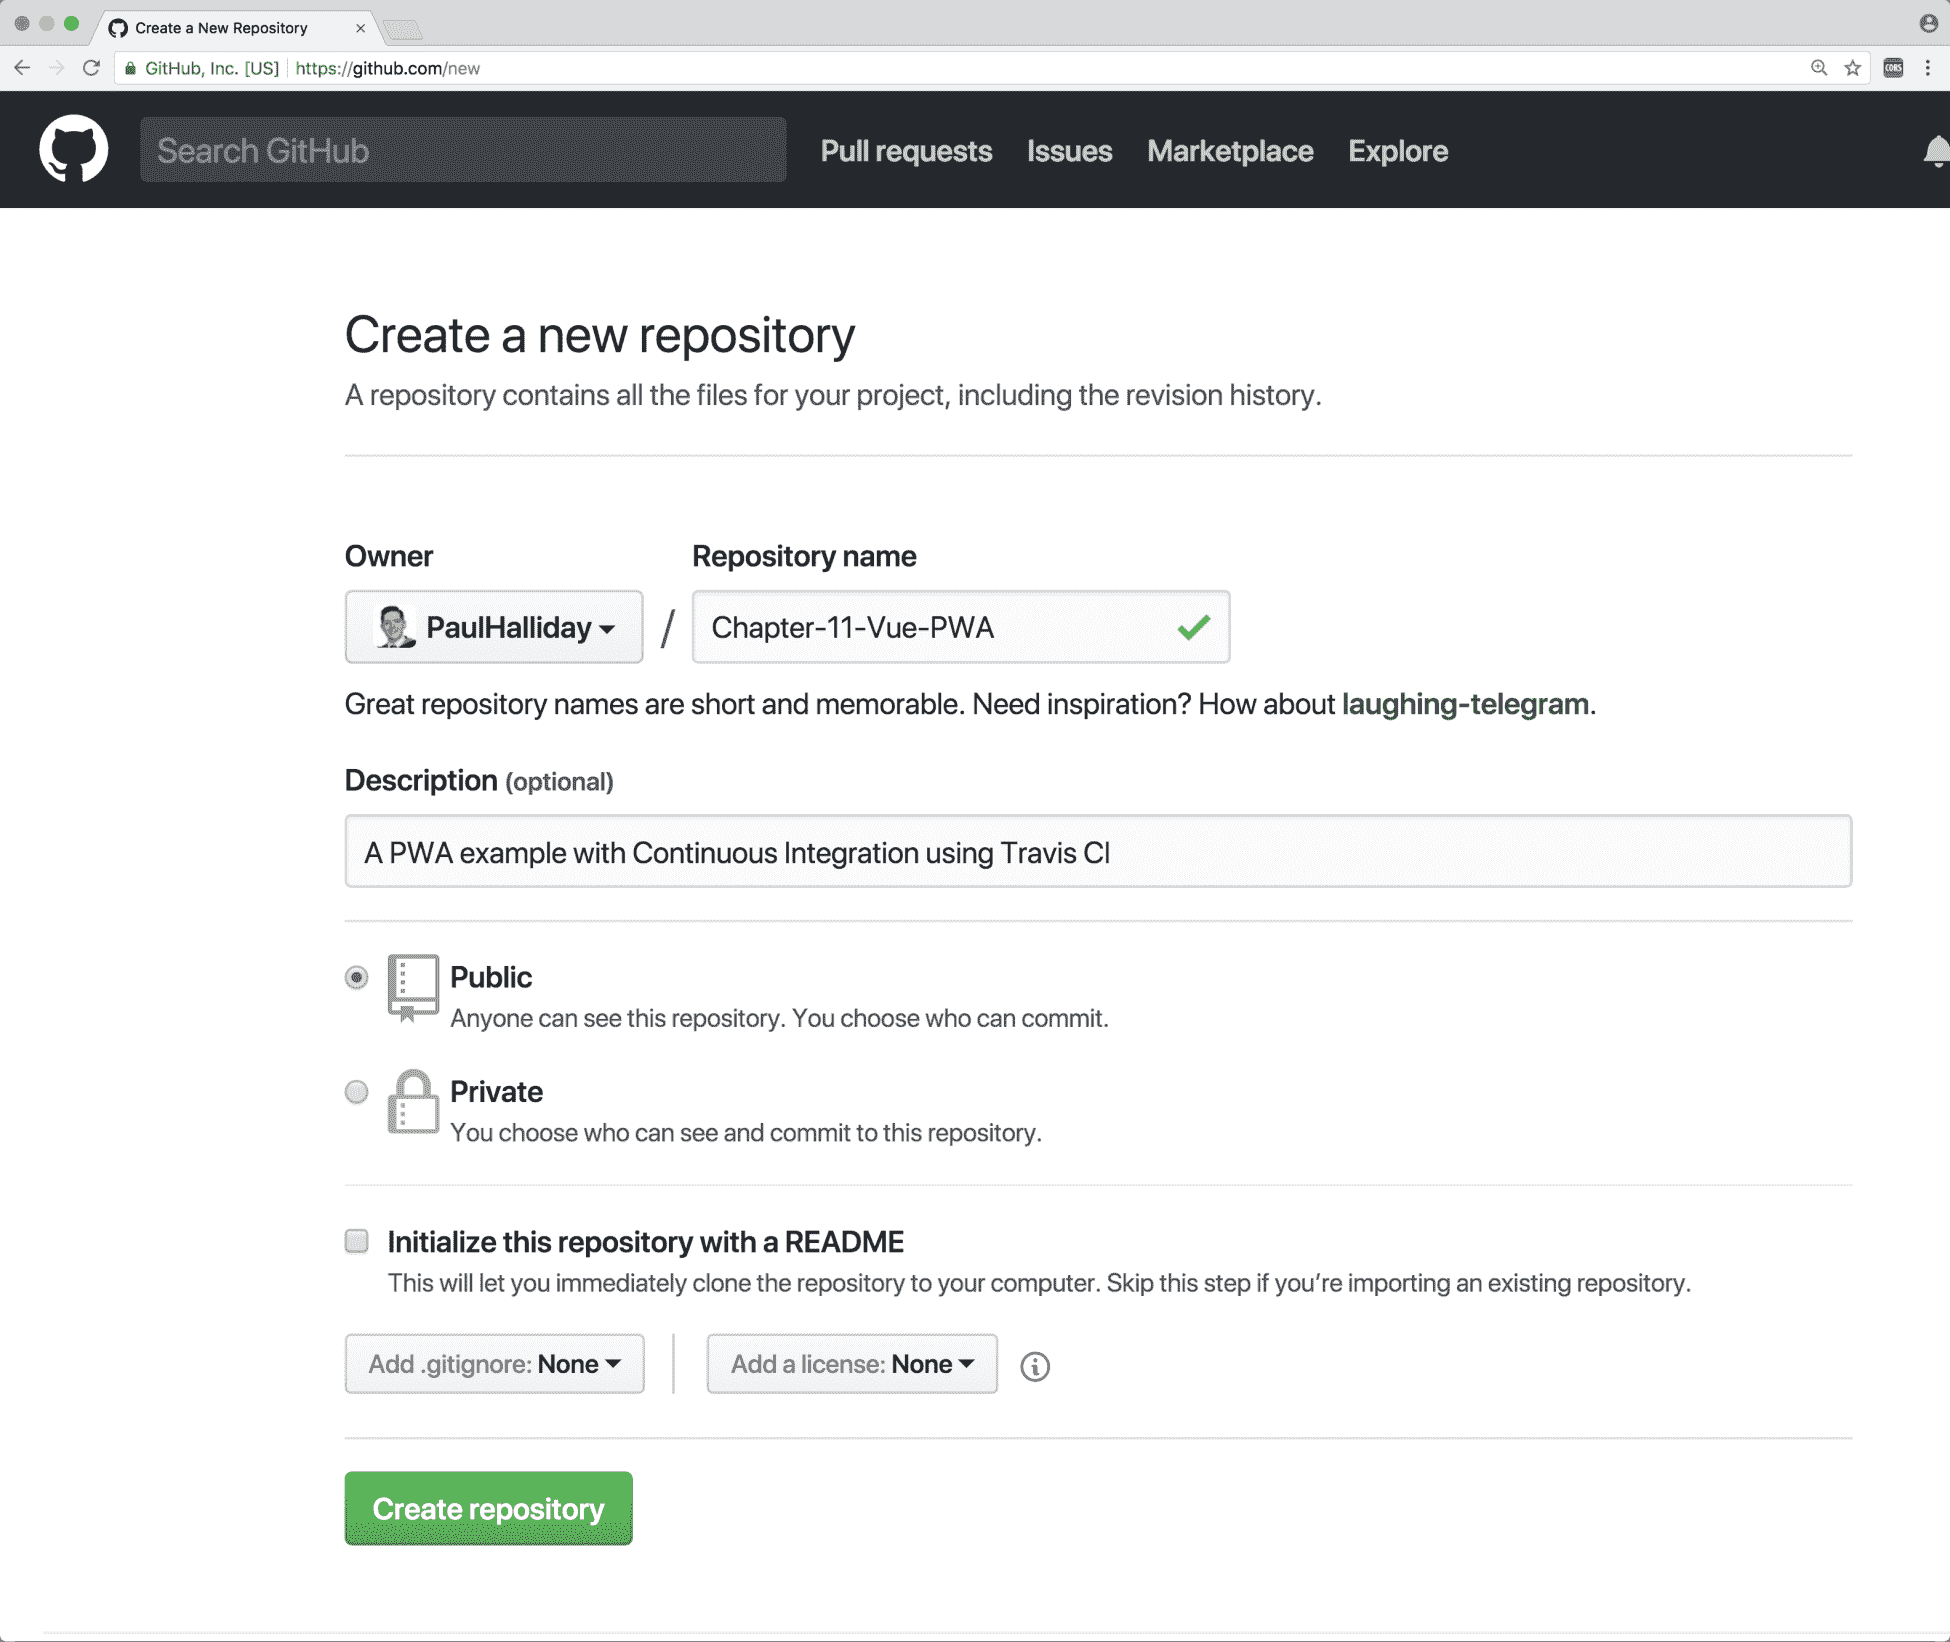 Create a New Repository
GitHub, Inc. [US] https://github.com/new
CORS
Search GitHub Pull requests Issues Marketplace Explore
Create a new repository
A repository contains all the files for your project, including the revision history.
Owner Repository name
PaulHalliday / Chapter-11-Vue-PWA
Great repository names are short and memorable. Need inspiration? How about laughing-telegram.
Description (optional)
A PWA example with Continuous Integration using Travis CI
Public
Anyone can see this repository. You choose who can commit.
Private
You choose who can see and commit to this repository.
Initialize this repository with a README
This will let you immediately clone the repository to your computer. Skip this step if you’re importing an existing repository.
Add .gitignore: None Add a license: None
Create repository